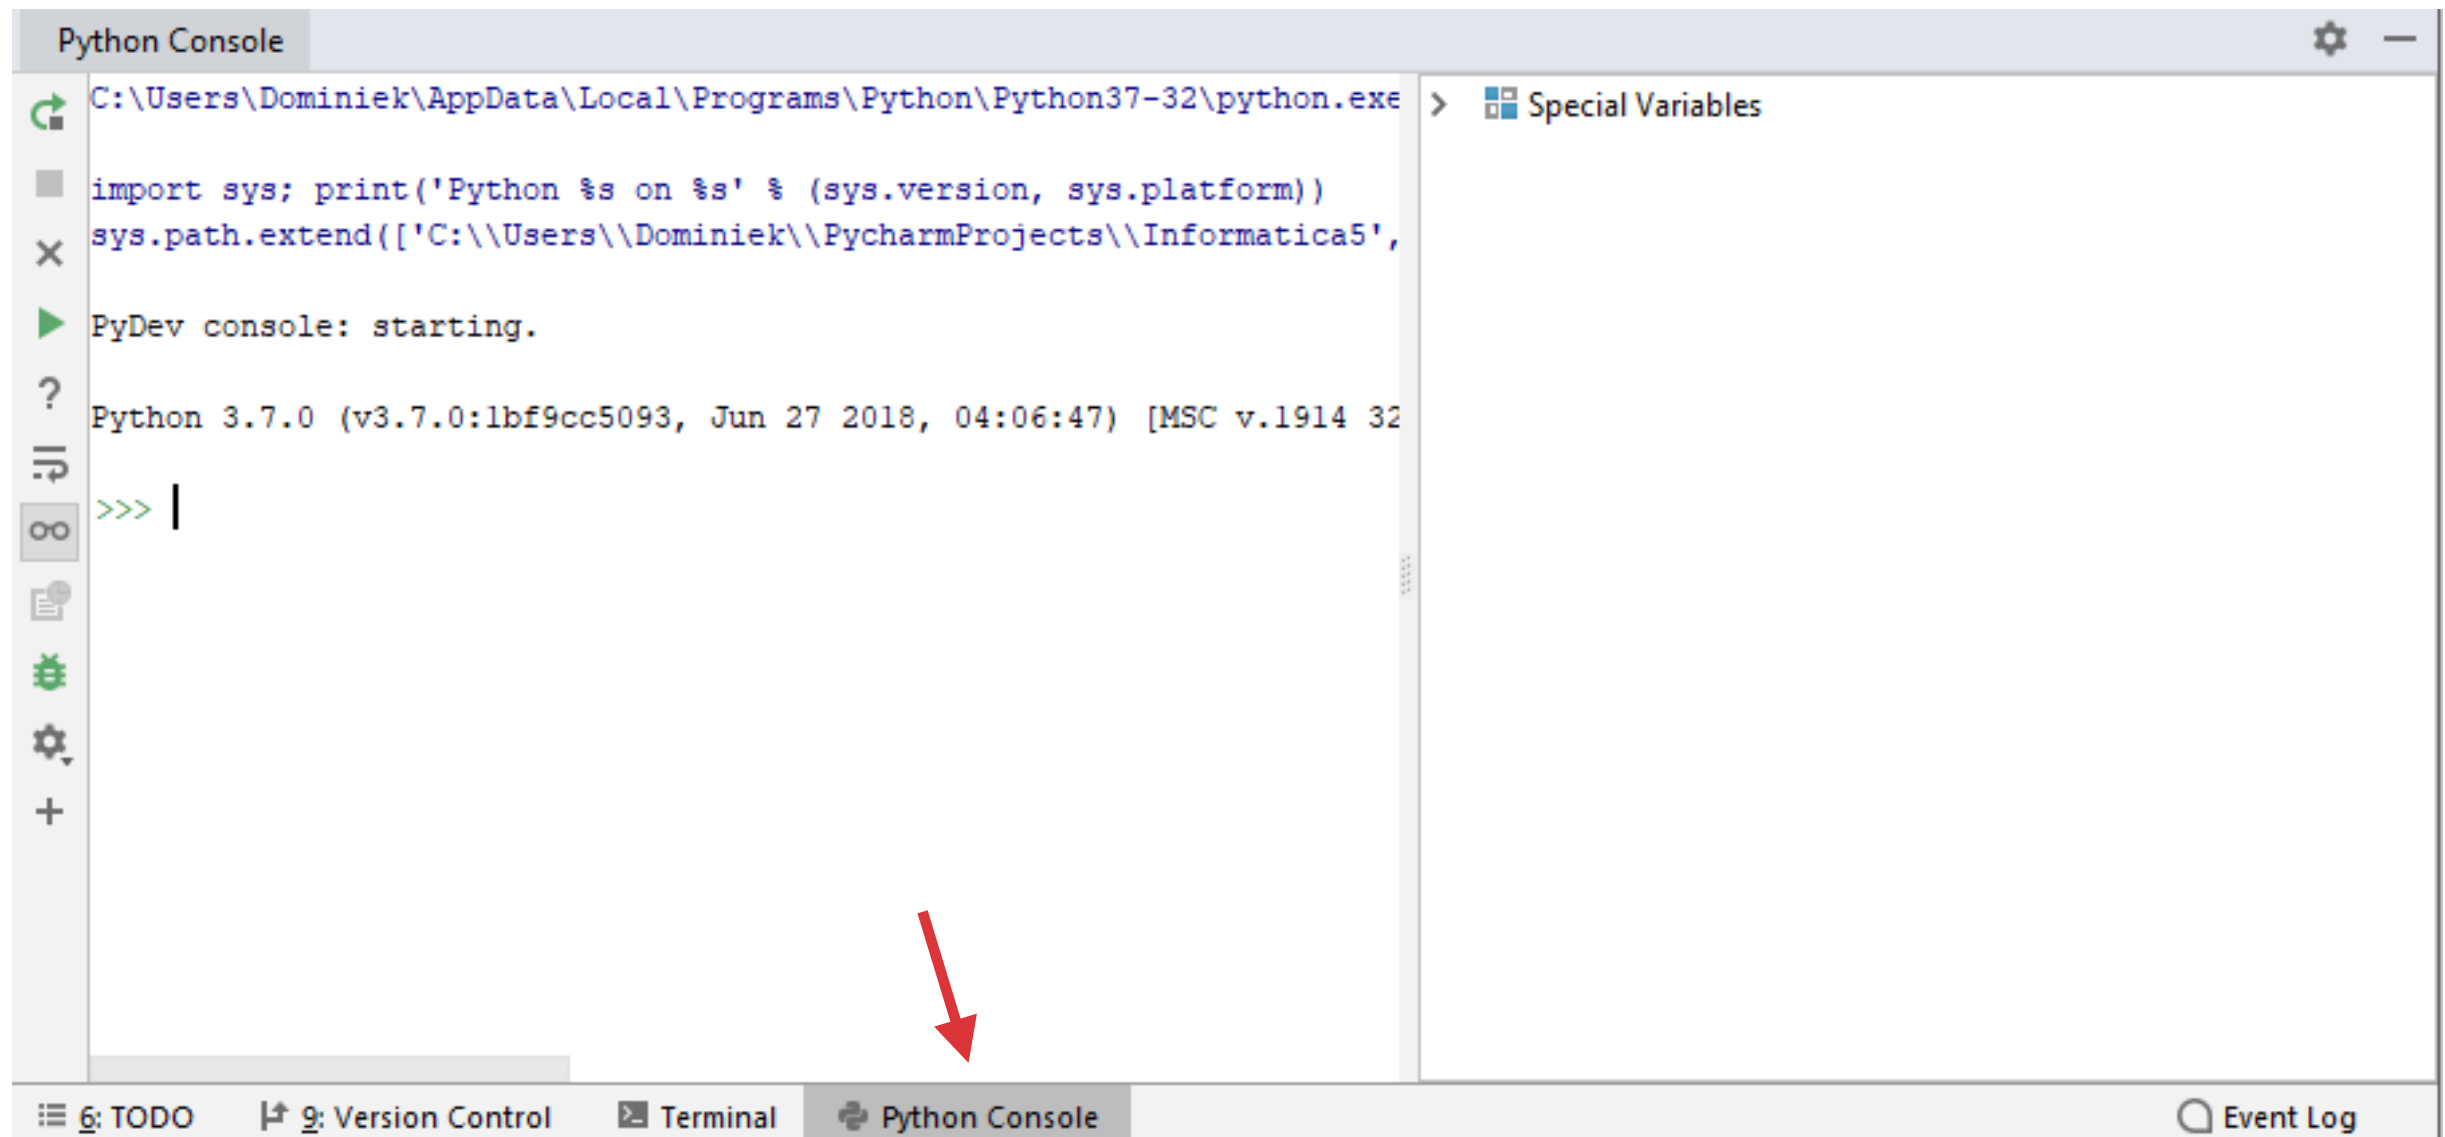 Python Console
C:\Users\Dominiek\AppData\Local\Programs\Python\Python37-32\python.exe
import sys; print('Python %s on %s' % (sys.version, sys.platform))
sys.path.extend(['C:\\Users\\Dominiek\\PycharmProjects\\Informatica5',
PyDev console: starting.
Python 3.7.0 (v3.7.0:1bf9cc5093, Jun 27 2018, 04:06:47) [MSC v.1914 32
>>>
Special Variables
6: TODO
9: Version Control
Terminal
Python Console
Event Log